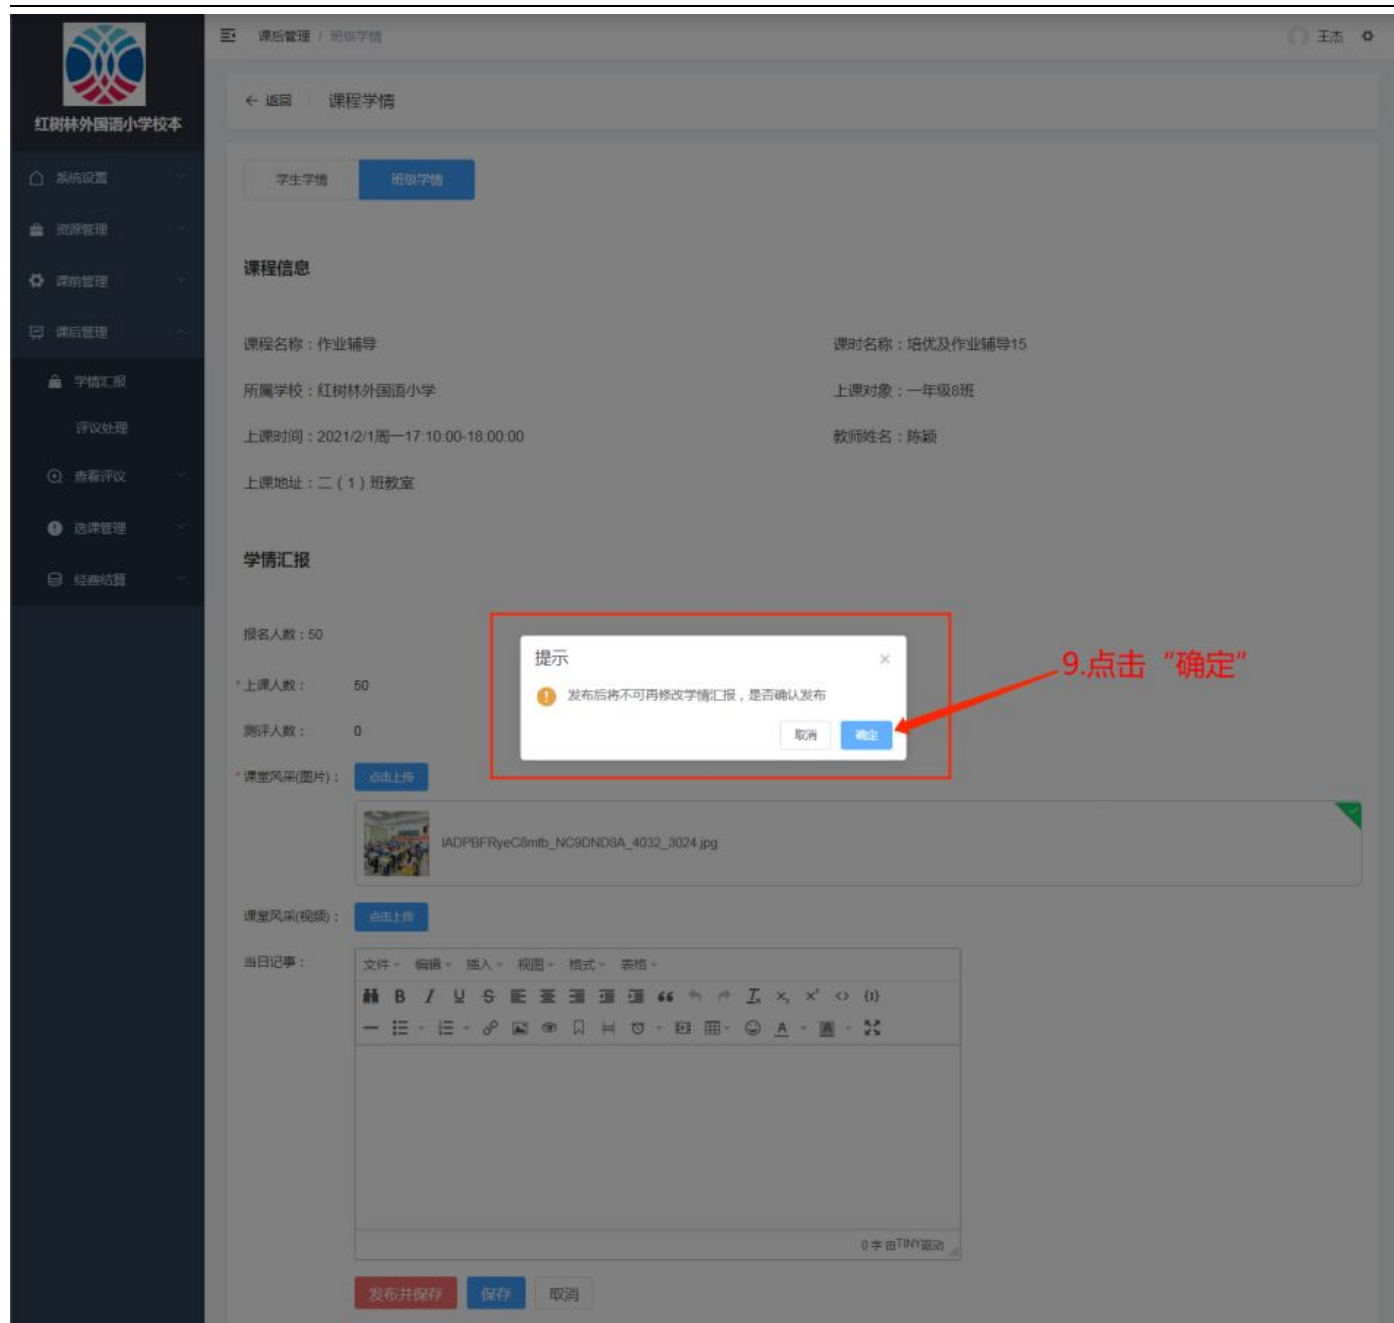 课后管理 / 班级学情
王杰
红树林外国语小学校本
← 返回 课程学情
系统设置
学生学情 班级学情
资源管理
课程信息
课前管理
课后管理
课程名称：作业辅导 课时名称：培优及作业辅导15
学情汇报
所属学校：红树林外国语小学 上课对象：一年级8班
评议处理
上课时间：2021/2/1周一17:10:00-18:00:00 教师姓名：陈颖
查看评议
上课地址：二（1）班教室
选课管理
学情汇报
经费结算
报名人数：50
提示 ×
9.点击“确定”
*上课人数： 50
发布后将不可再修改学情汇报，是否确认发布
测评人数： 0
取消 确定
*课堂风采(图片)： 点击上传
IADPBFRyeC8mtb_NC9DND8A_4032_3024.jpg
课堂风采(视频)： 点击上传
当日记事：
文件 编辑 插入 视图 格式 表格
0 字 由TINY驱动
发布并保存 保存 取消